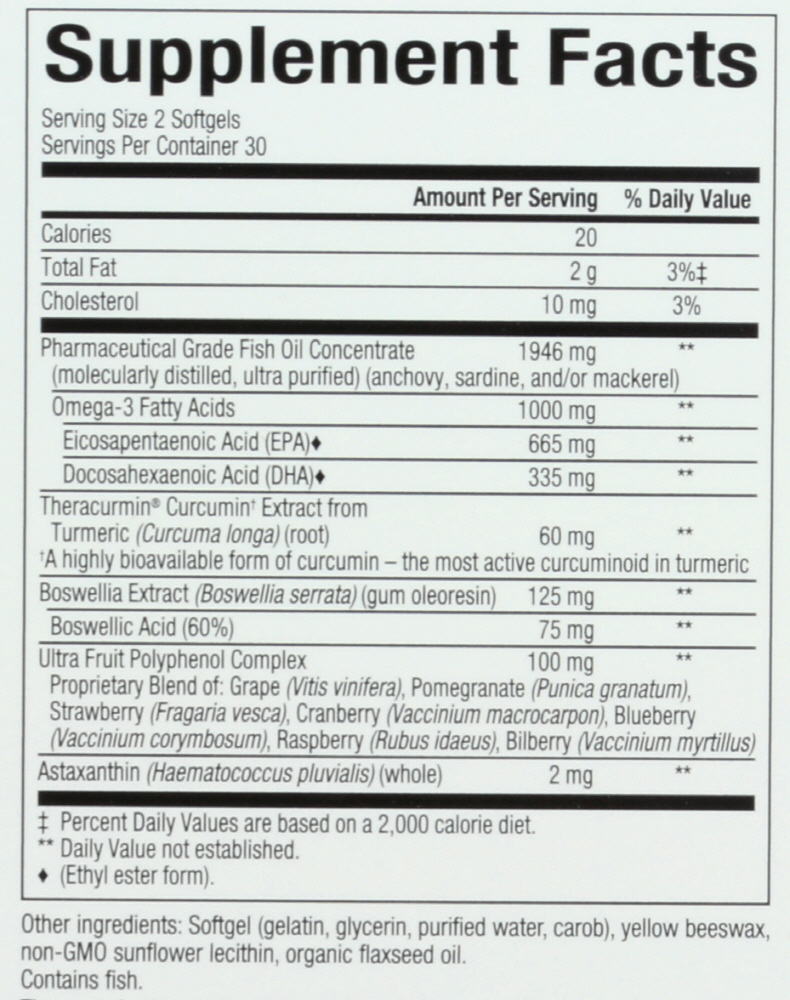 Supplement Facts
Serving Size 2 Softgels
Servings Per Container 30
Amount Per Serving % Daily Value
Calories 20
Total Fat 2 g 3%‡
Cholesterol 10 mg 3%
Pharmaceutical Grade Fish Oil Concentrate 1946 mg **
(molecularly distilled, ultra purified) (anchovy, sardine, and/or mackerel)
Omega-3 Fatty Acids 1000 mg **
Eicosapentaenoic Acid (EPA)♦ 665 mg **
Docosahexaenoic Acid (DHA)♦ 335 mg **
Theracurmin® Curcumin† Extract from
Turmeric (Curcuma longa) (root) 60 mg **
†A highly bioavailable form of curcumin – the most active curcuminoid in turmeric
Boswellia Extract (Boswellia serrata) (gum oleoresin) 125 mg **
Boswellic Acid (60%) 75 mg **
Ultra Fruit Polyphenol Complex 100 mg **
Proprietary Blend of: Grape (Vitis vinifera), Pomegranate (Punica granatum),
Strawberry (Fragaria vesca), Cranberry (Vaccinium macrocarpon), Blueberry
(Vaccinium corymbosum), Raspberry (Rubus idaeus), Bilberry (Vaccinium myrtillus)
Astaxanthin (Haematococcus pluvialis) (whole) 2 mg **
‡ Percent Daily Values are based on a 2,000 calorie diet.
** Daily Value not established.
♦ (Ethyl ester form).
Other ingredients: Softgel (gelatin, glycerin, purified water, carob), yellow beeswax,
non-GMO sunflower lecithin, organic flaxseed oil.
Contains fish.